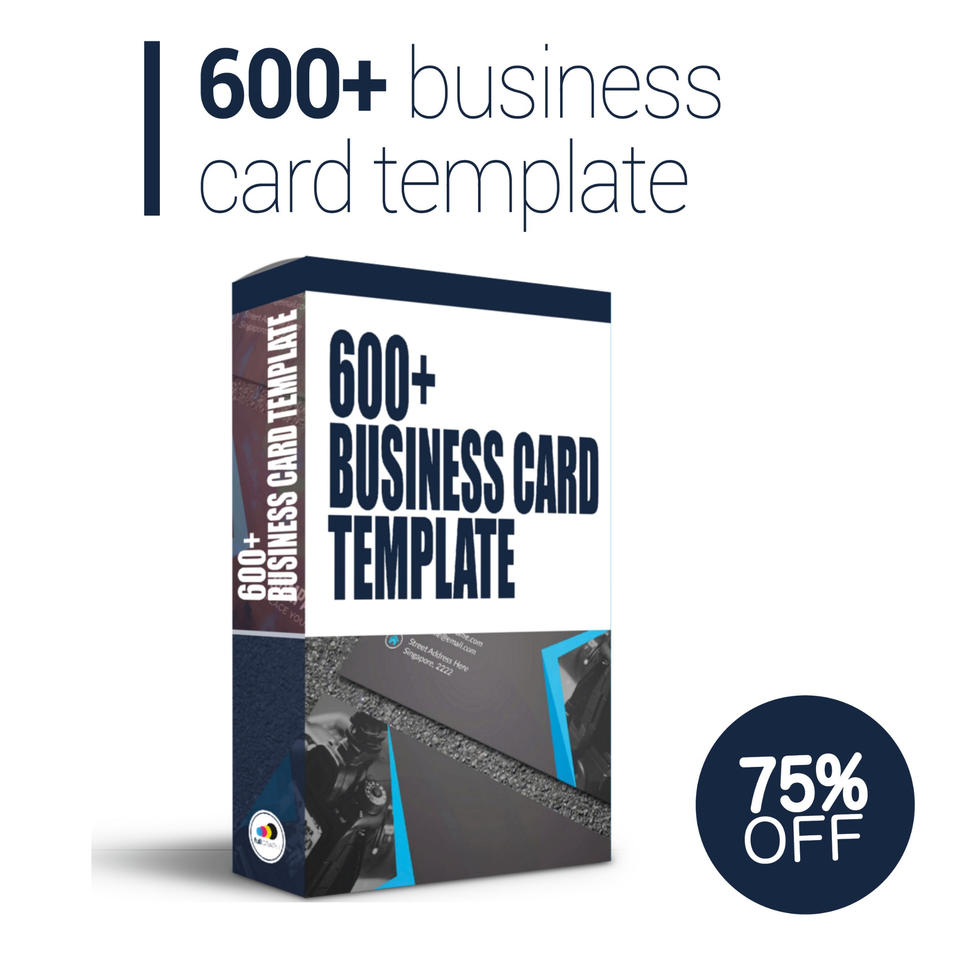 600+ business
card template
600+
BUSINESS CARD TEMPLATE
600+
BUSINESS CARD
TEMPLATE
Street Address Here
Singapore, 2222
75%
OFF